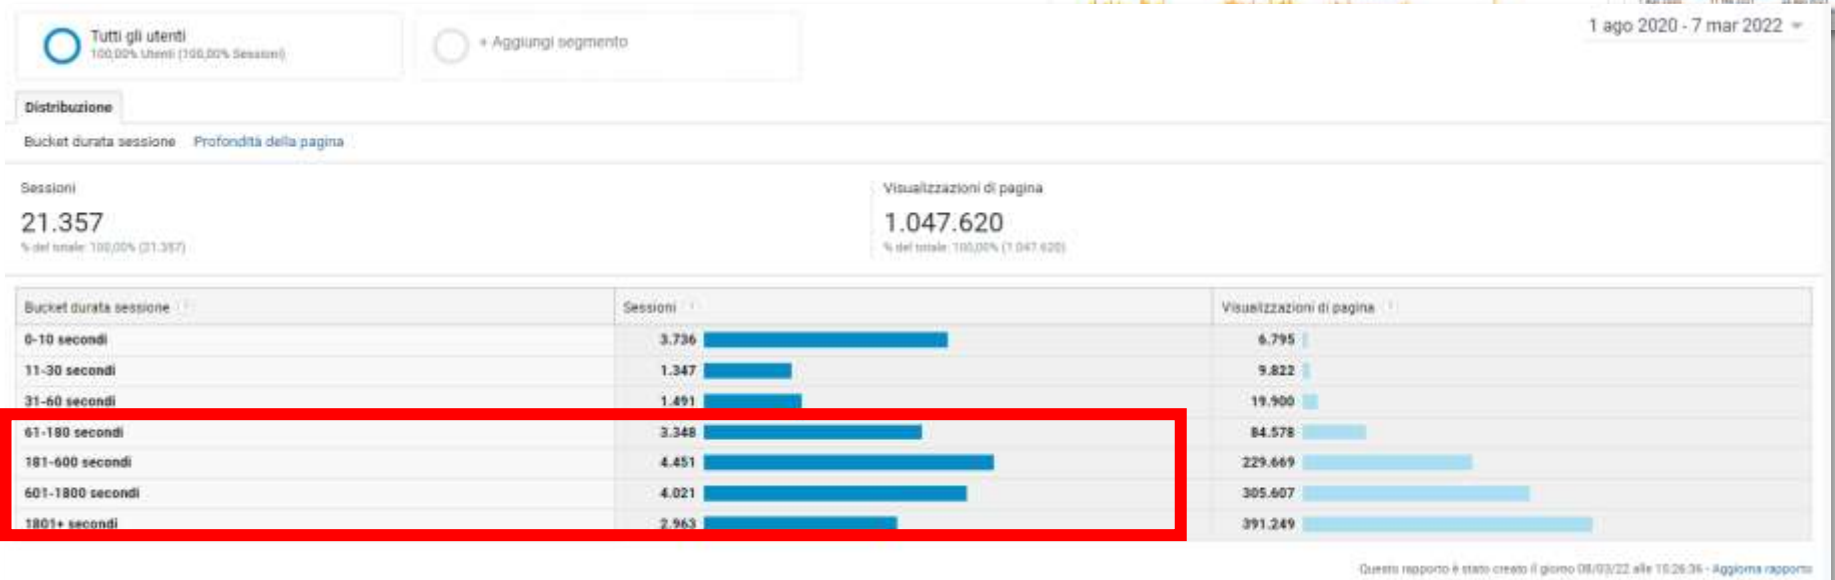 Tutti gli utenti
100,00% Utenti (100,00% Sessioni)
+ Aggiungi segmento
1 ago 2020 - 7 mar 2022
Distribuzione
Bucket durata sessione Profondità della pagina
Sessioni
21.357
% del totale: 100,00% (21.357)
Visualizzazioni di pagina
1.047.620
% del totale: 100,00% (1.047.620)
Bucket durata sessione Sessioni Visualizzazioni di pagina
0-10 secondi 3.736 6.795
11-30 secondi 1.347 9.822
31-60 secondi 1.491 19.900
61-180 secondi 3.348 84.578
181-600 secondi 4.451 229.669
601-1800 secondi 4.021 305.607
1801+ secondi 2.963 391.249
Questo rapporto è stato creato il giorno 08/03/22 alle 15:26:36 - Aggiorna rapporto